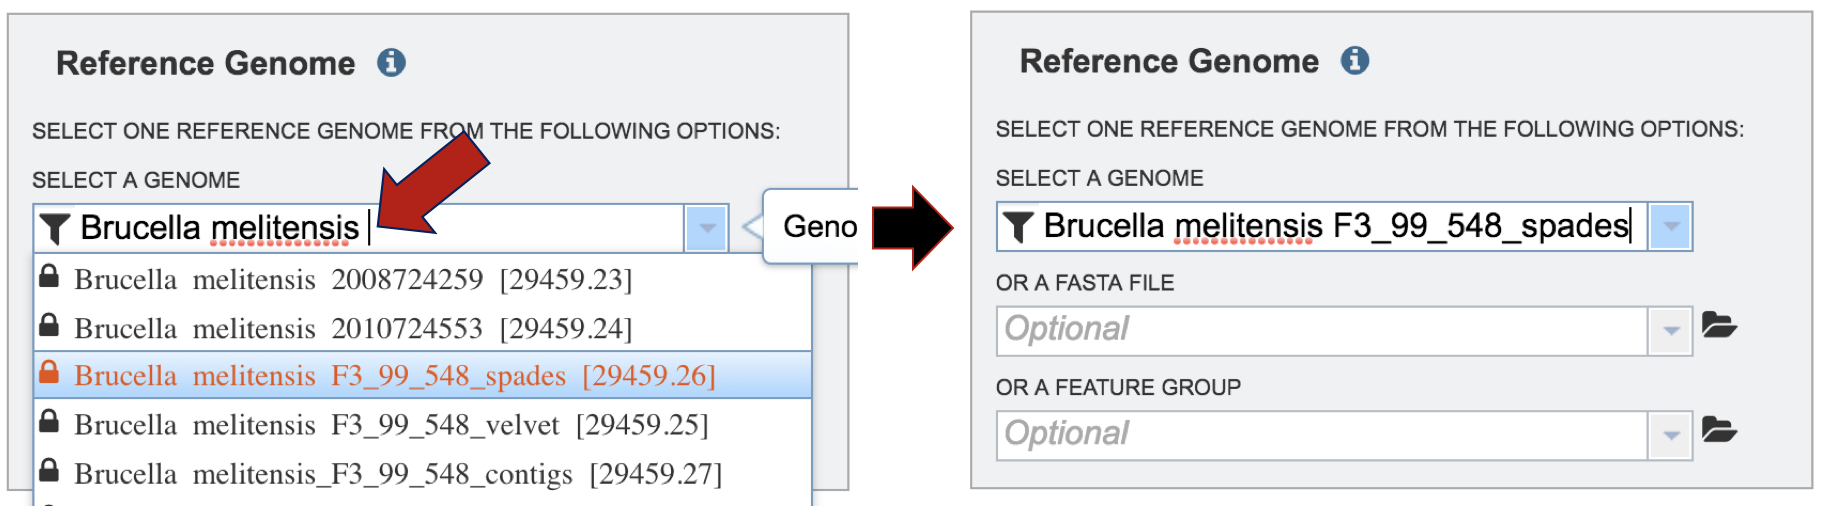 Reference Genome
SELECT ONE REFERENCE GENOME FROM THE FOLLOWING OPTIONS:
SELECT A GENOME
Brucella melitensis
Geno
Brucella melitensis 2008724259 [29459.23]
Brucella melitensis 2010724553 [29459.24]
Brucella melitensis F3_99_548_spades [29459.26]
Brucella melitensis F3_99_548_velvet [29459.25]
Brucella melitensis_F3_99_548_contigs [29459.27]
Reference Genome
SELECT ONE REFERENCE GENOME FROM THE FOLLOWING OPTIONS:
SELECT A GENOME
Brucella melitensis F3_99_548_spades
OR A FASTA FILE
Optional
OR A FEATURE GROUP
Optional